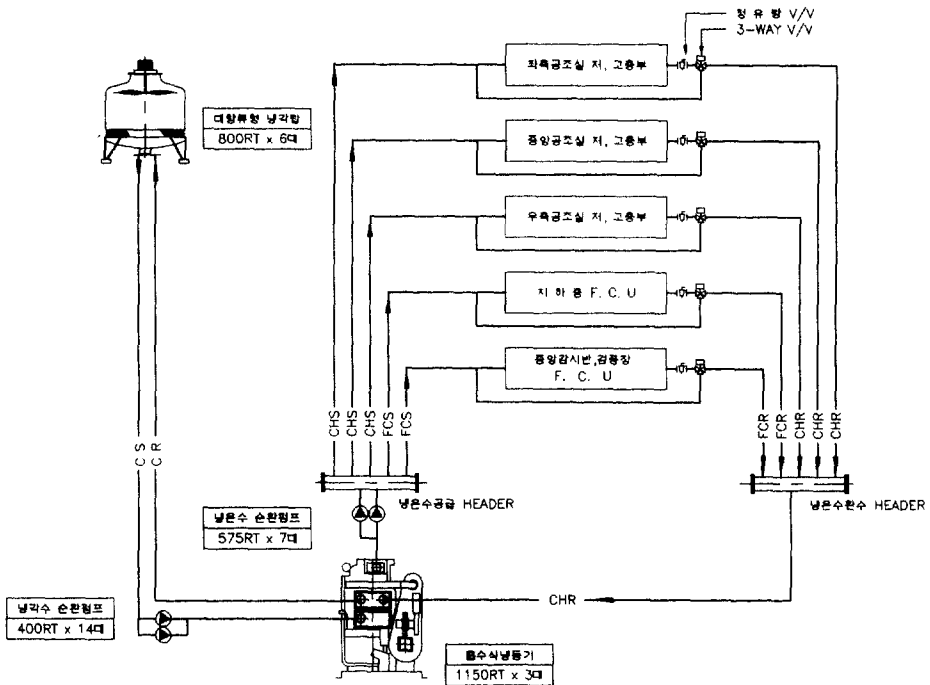 정유량 V/V
3-WAY V/V
좌측공조실 저, 고층부
대향류형 냉각탑
800RT x 6대
중앙공조실 저, 고층부
우측공조실 저, 고층부
지하층 F. C. U
중앙감시반,검품장
F. C. U
CHS
CHS
CHS
FCS
FCS
FCR
FCR
CHR
CHR
CHR
CS
CR
냉온수공급 HEADER
냉온수환수 HEADER
냉온수 순환펌프
575RT x 7대
CHR
냉각수 순환펌프
400RT x 14대
흡수식냉동기
1150RT x 3대